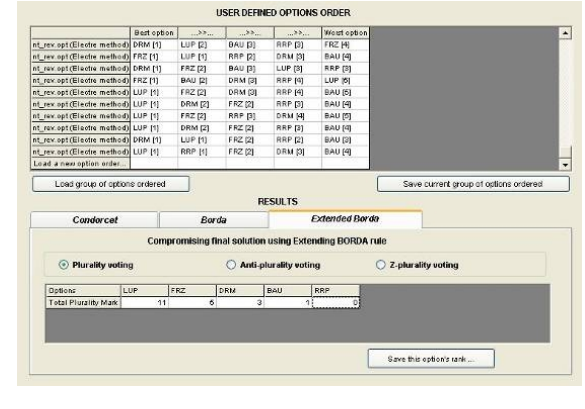 USER DEFINED OPTIONS ORDER
Best option ...>>... ...>>... ...>>... Worst option
nt_rev.opt (Electre method) DRM [1] LUP [2] BAU [3] RRP [3] FRZ [4]
nt_rev.opt (Electre method) FRZ [1] LUP [1] RRP [2] DRM [3] BAU [4]
nt_rev.opt (Electre method) DRM [1] FRZ [2] BAU [3] LUP [3] RRP [3]
nt_rev.opt (Electre method) FRZ [1] BAU [2] DRM [3] RRP [4] LUP [5]
nt_rev.opt (Electre method) LUP [1] FRZ [2] DRM [3] RRP [4] BAU [5]
nt_rev.opt (Electre method) LUP [1] DRM [2] FRZ [2] RRP [3] BAU [4]
nt_rev.opt (Electre method) LUP [1] FRZ [2] RRP [3] DRM [4] BAU [5]
nt_rev.opt (Electre method) LUP [1] DRM [2] FRZ [2] RRP [3] BAU [4]
nt_rev.opt (Electre method) DRM [1] LUP [1] FRZ [2] RRP [2] BAU [3]
nt_rev.opt (Electre method) LUP [1] RRP [1] FRZ [2] DRM [3] BAU [4]
Load a new option order...
Load group of options ordered Save current group of options ordered
RESULTS
Condorcet Borda Extended Borda
Compromising final solution using Extending BORDA rule
Plurality voting Anti-plurality voting Z-plurality voting
Options LUP FRZ DRM BAU RRP
Total Plurality Mark 11 5 3 1 0
Save this option's rank ...